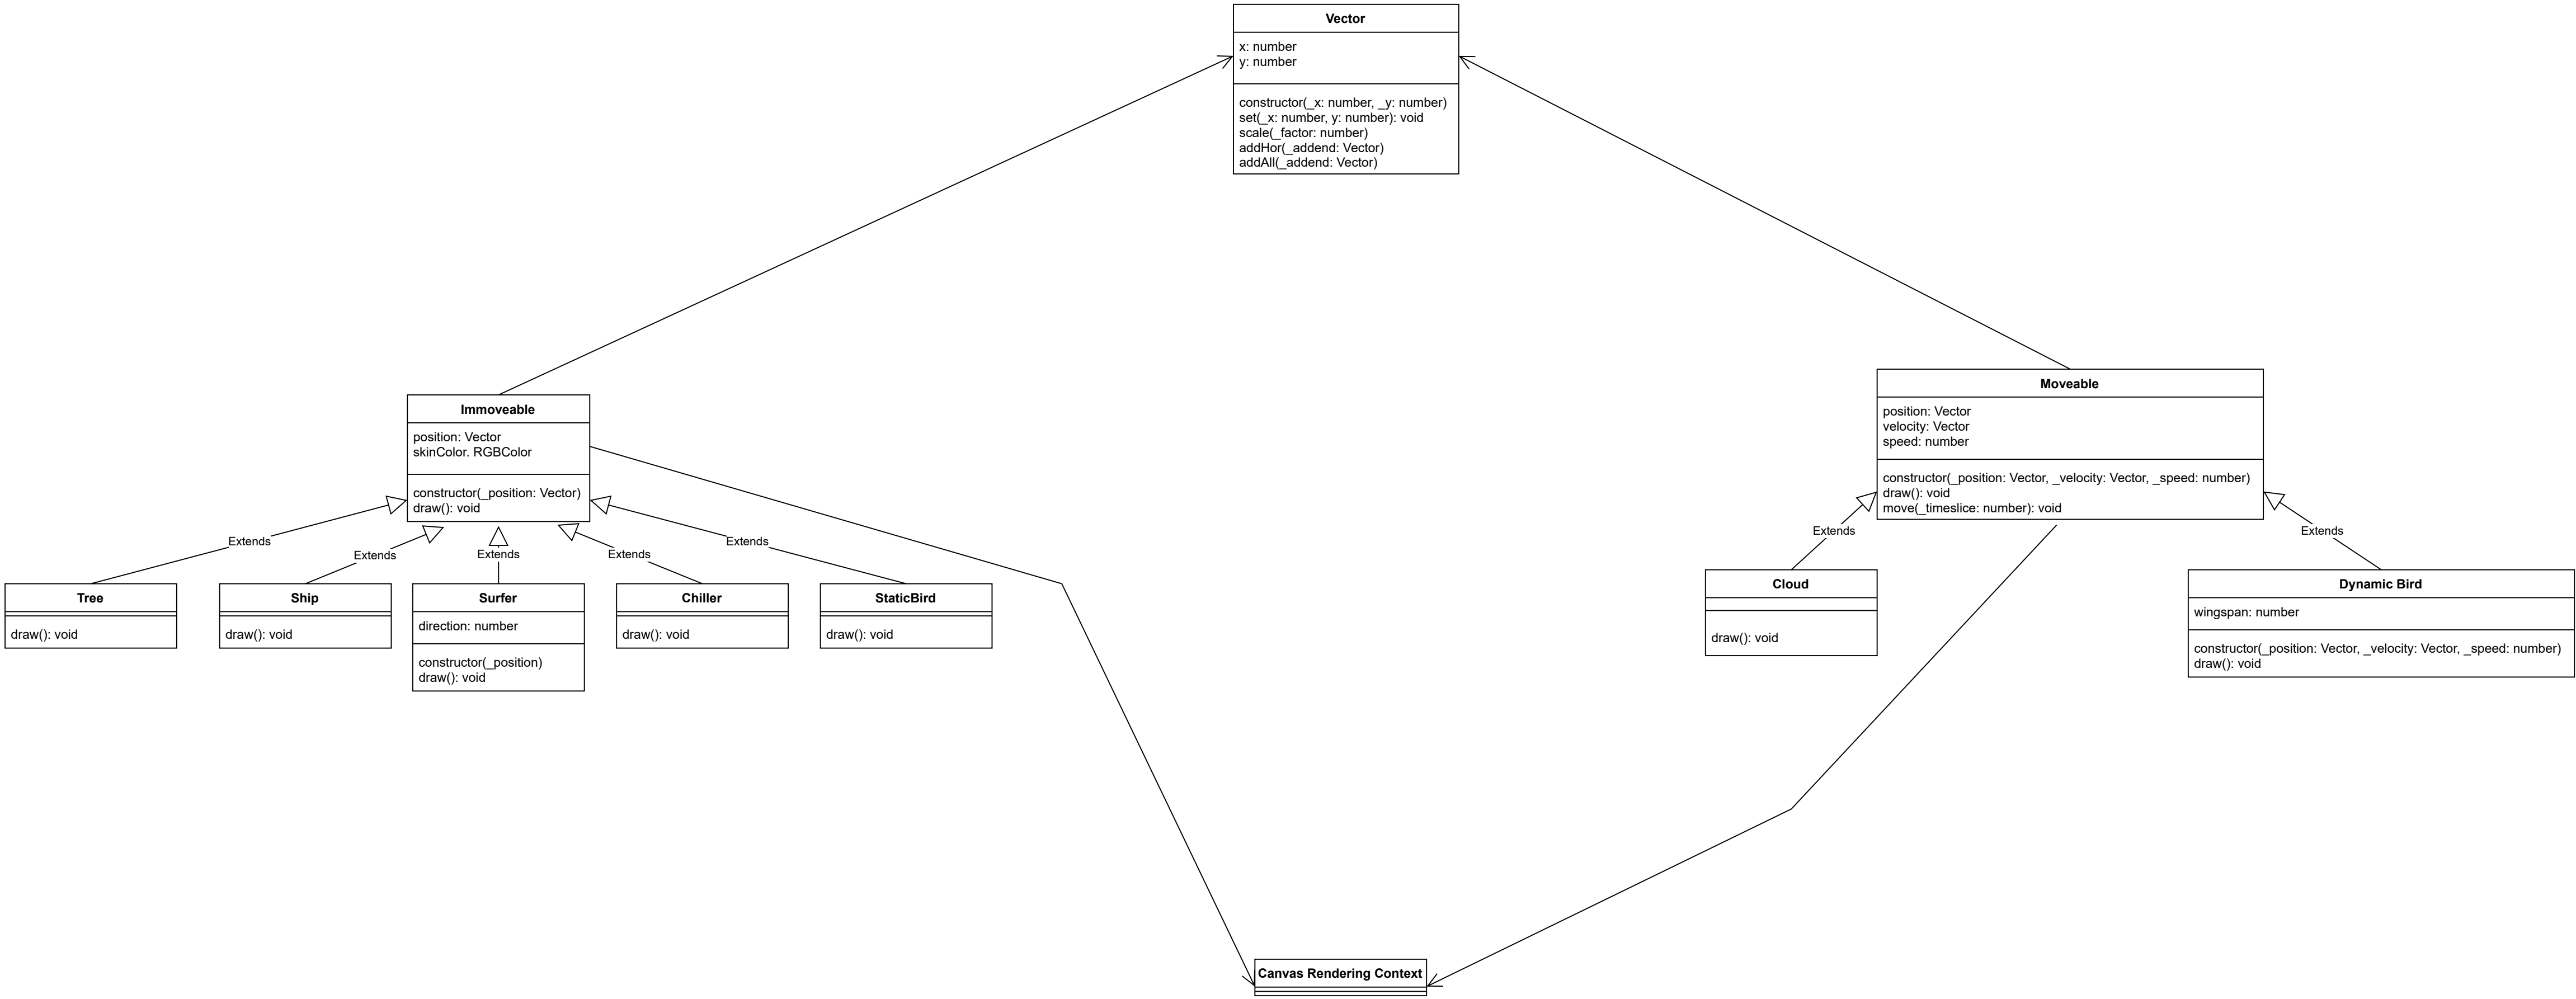 Vector
x: number
y: number
constructor(_x: number, _y: number)
set(_x: number, y: number): void
scale(_factor: number)
addHor(_addend: Vector)
addAll(_addend: Vector)
Immoveable
position: Vector
skinColor. RGBColor
constructor(_position: Vector)
draw(): void
Moveable
position: Vector
velocity: Vector
speed: number
constructor(_position: Vector, _velocity: Vector, _speed: number)
draw(): void
move(_timeslice: number): void
Extends
Extends
Extends
Extends
Extends
Extends
Extends
Tree
draw(): void
Ship
draw(): void
Surfer
direction: number
constructor(_position)
draw(): void
Chiller
draw(): void
StaticBird
draw(): void
Cloud
draw(): void
Dynamic Bird
wingspan: number
constructor(_position: Vector, _velocity: Vector, _speed: number)
draw(): void
Canvas Rendering Context